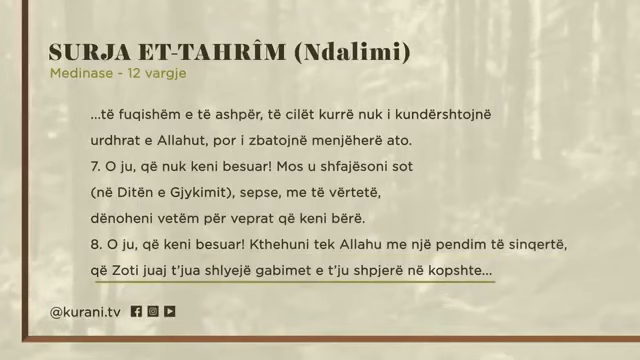 SURJA ET-TAHRÎM (Ndalimi)
Medinase - 12 vargje
...të fuqishëm e të ashpër, të cilët kurrë nuk i kundërshtojnë
urdhrat e Allahut, por i zbatojnë menjëherë ato.
7. O ju, që nuk keni besuar! Mos u shfajësoni sot
(në Ditën e Gjykimit), sepse, me të vërtetë,
dënoheni vetëm për veprat që keni bërë.
8. O ju, që keni besuar! Kthehuni tek Allahu me një pendim të sinqertë,
që Zoti juaj t'jua shlyejë gabimet e t'ju shpjerë në kopshte...
@kurani.tv